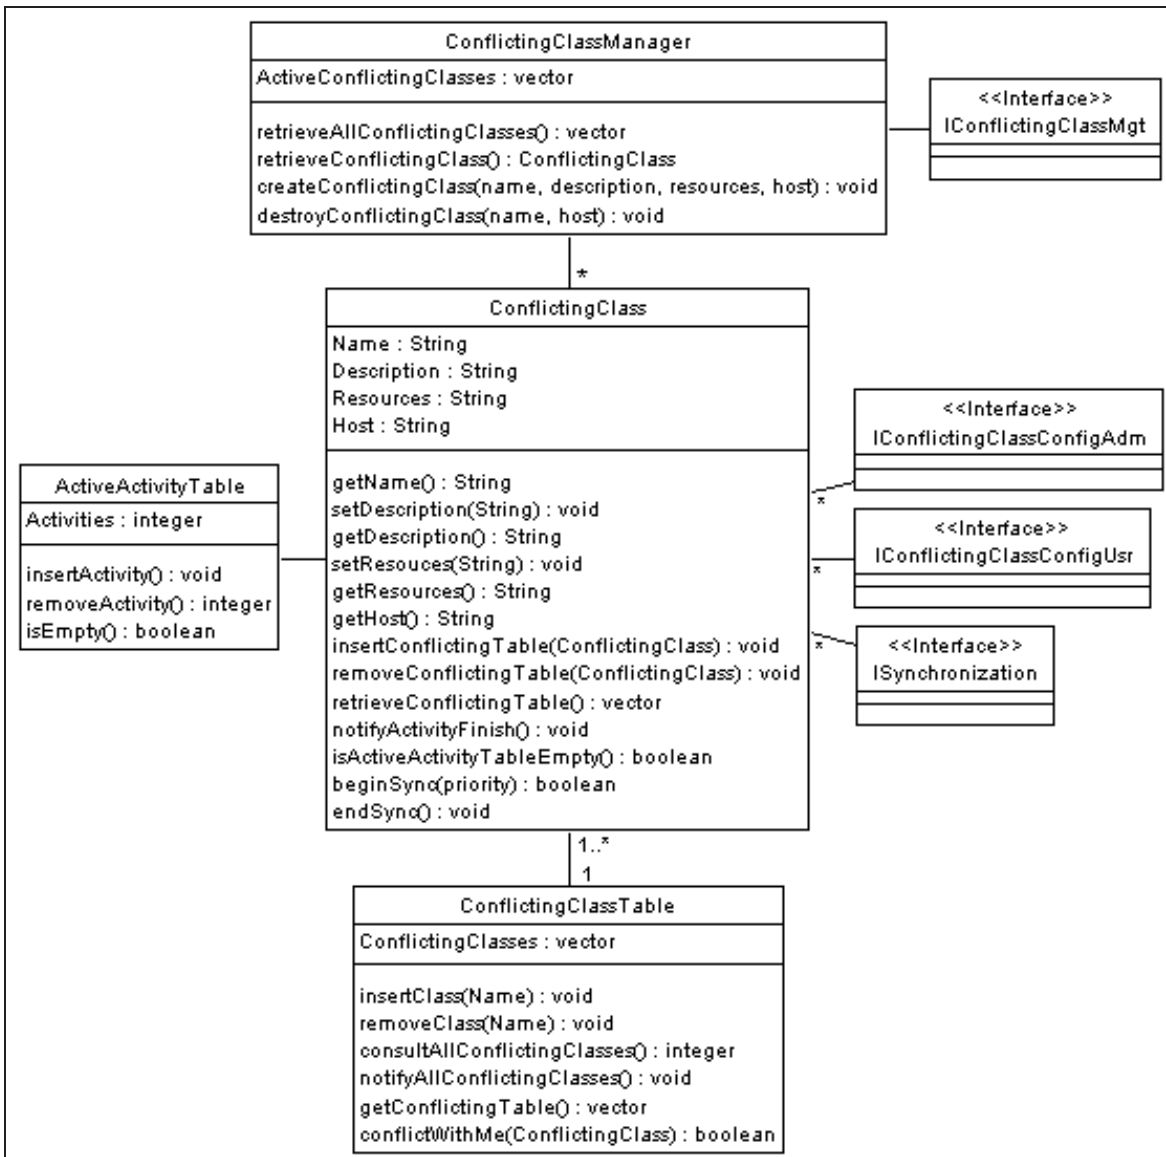 ConflictingClassManager
ActiveConflictingClasses : vector
retrieveAllConflictingClasses() : vector
retrieveConflictingClass() : ConflictingClass
createConflictingClass(name, description, resources, host) : void
destroyConflictingClass(name, host) : void
<<Interface>>
IConflictingClassMgt
*
ConflictingClass
Name : String
Description : String
Resources : String
Host : String
getName() : String
setDescription(String) : void
getDescription() : String
setResouces(String) : void
getResources() : String
getHost() : String
insertConflictingTable(ConflictingClass) : void
removeConflictingTable(ConflictingClass) : void
retrieveConflictingTable() : vector
notifyActivityFinish() : void
isActiveActivityTableEmpty() : boolean
beginSync(priority) : boolean
endSync() : void
<<Interface>>
IConflictingClassConfigAdm
*
<<Interface>>
IConflictingClassConfigUsr
*
<<Interface>>
ISynchronization
*
ActiveActivityTable
Activities : integer
insertActivity() : void
removeActivity() : integer
isEmpty() : boolean
1..*
1
ConflictingClassTable
ConflictingClasses : vector
insertClass(Name) : void
removeClass(Name) : void
consultAllConflictingClasses() : integer
notifyAllConflictingClasses() : void
getConflictingTable() : vector
conflictWithMe(ConflictingClass) : boolean